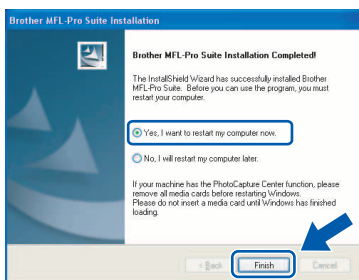 Brother MFL-Pro Suite Installation
Brother MFL-Pro Suite Installation Completed!
The InstallShield Wizard has successfully installed Brother
MFL-Pro Suite. Before you can use the program, you must
restart your computer.
Yes, I want to restart my computer now.
No, I will restart my computer later.
If your machine has the PhotoCapture Center function, please
remove all media cards before restarting Windows.
Please do not insert a media card until Windows has finished
loading.
< Back
Finish
Cancel